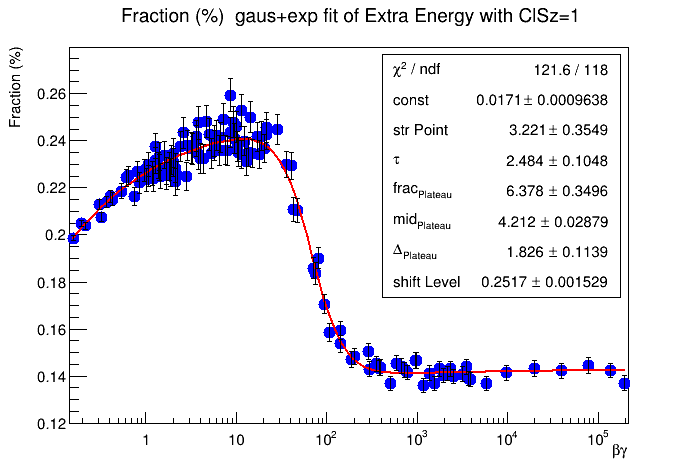 Fraction (%)  gaus+exp fit of Extra Energy with ClSz=1
Fraction (%)
χ² / ndf 121.6 / 118
const 0.0171 ± 0.0009638
str Point 3.221 ± 0.3549
τ 2.484 ± 0.1048
frac_Plateau 6.378 ± 0.3496
mid_Plateau 4.212 ± 0.02879
Δ_Plateau 1.826 ± 0.1139
shift Level 0.2517 ± 0.001529
0.26
0.24
0.22
0.2
0.18
0.16
0.14
0.12
1 10 10² 10³ 10⁴ 10⁵
βγ